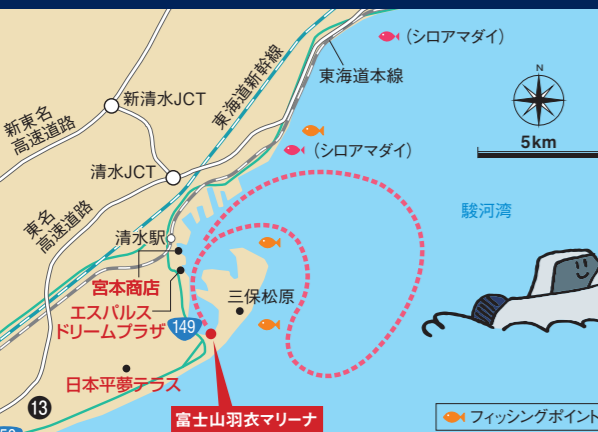 (シロアマダイ)
東海道本線
東海道新幹線
N
5km
新清水JCT
新東名
高速道路
(シロアマダイ)
清水JCT
東名
高速道路
駿河湾
清水駅
宮本商店
エスパルス
ドリームプラザ
149
三保松原
日本平夢テラス
13
富士山羽衣マリーナ
フィッシングポイント